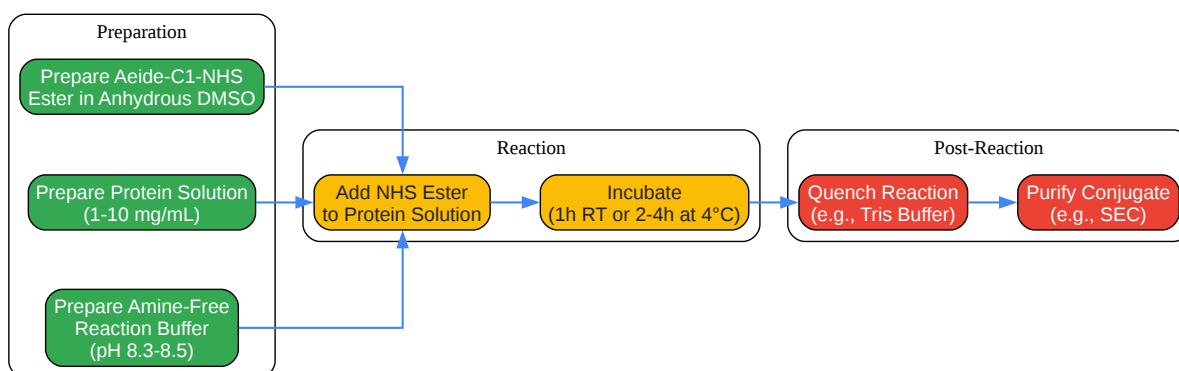 Preparation
Prepare Aeide-C1-NHS
Ester in Anhydrous DMSO
Prepare Protein Solution
(1-10 mg/mL)
Prepare Amine-Free
Reaction Buffer
(pH 8.3-8.5)
Reaction
Add NHS Ester
to Protein Solution
Incubate
(1h RT or 2-4h at 4°C)
Post-Reaction
Quench Reaction
(e.g., Tris Buffer)
Purify Conjugate
(e.g., SEC)